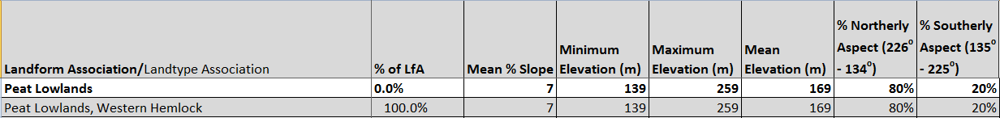 % Northerly % Southerly
Minimum Maximum Mean Aspect (226° Aspect (135°
Landform Association/Landtype Association % of LfA Mean % Slope Elevation (m) Elevation (m) Elevation (m) - 134°) - 225°)
Peat Lowlands 0.0% 7 139 259 169 80% 20%
Peat Lowlands, Western Hemlock 100.0% 7 139 259 169 80% 20%